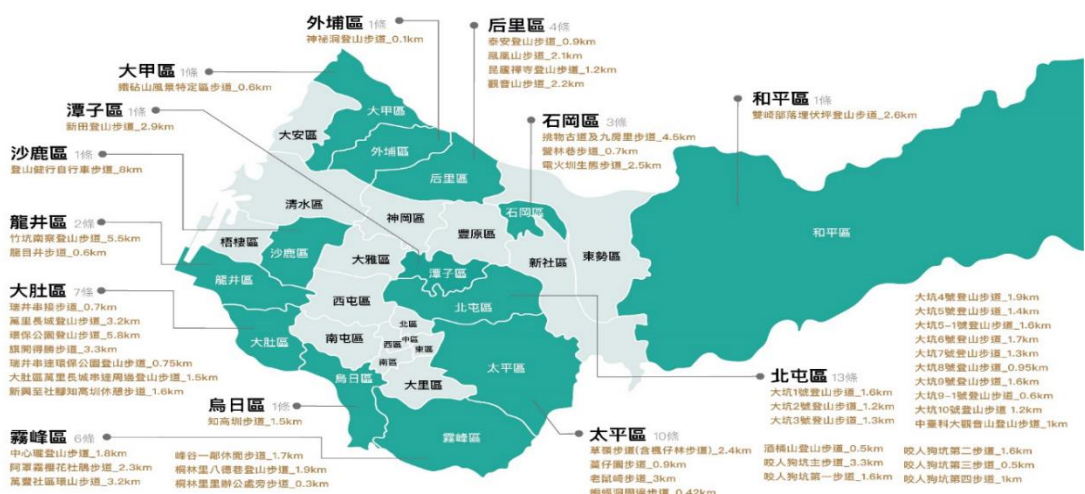 外埔區 1條
神祕洞登山步道_0.1km
后里區 4條
泰安登山步道_0.9km
鳳凰山步道_2.1km
毘盧禪寺登山步道_1.2km
觀音山步道_2.2km
大甲區 1條
鐵砧山風景特定區步道_0.6km
潭子區 1條
新田登山步道_2.9km
石岡區 3條
挑物古道及九房里步道_4.5km
營林巷步道_0.7km
電火圳生態步道_2.5km
和平區 1條
雙崎部落埋伏坪登山步道_2.6km
沙鹿區 1條
登山健行自行車步道_8km
龍井區 2條
竹坑南寮登山步道_5.5km
龍目井步道_0.6km
大肚區 7條
瑞井串接步道_0.7km
萬里長城登山步道_3.2km
環保公園登山步道_5.8km
旗開得勝步道_3.3km
瑞井串連環保公園登山步道_0.75km
大肚區萬里長城串連周邊登山步道_1.5km
新興至社腳知高圳休憩步道_1.6km
烏日區 1條
知高圳步道_1.5km
霧峰區 6條
中心瓏登山步道_1.8km
阿罩霧櫻花杜鵑步道_2.3km
萬豐社區環山步道_3.2km
峰谷一鄰休閒步道_1.7km
桐林里八德巷登山步道_1.9km
桐林里里辦公處旁步道_0.3km
太平區 10條
草嶺步道(含楓仔林步道)_2.4km
薑仔園步道_0.9km
老鼠崎步道_3km
蝙蝠洞周邊步道_0.42km
酒桶山登山步道_0.5km
咬人狗坑主步道_3.3km
咬人狗坑第一步道_1.6km
咬人狗坑第二步道_1.6km
咬人狗坑第三步道_0.5km
咬人狗坑第四步道_1km
北屯區 13條
大坑1號登山步道_1.6km
大坑2號登山步道_1.2km
大坑3號登山步道_1.3km
大坑4號登山步道_1.9km
大坑5號登山步道_1.4km
大坑5-1號登山步道_1.6km
大坑6號登山步道_1.7km
大坑7號登山步道_1.3km
大坑8號登山步道_0.95km
大坑9號登山步道_1.6km
大坑9-1號登山步道_0.6km
大坑10號登山步道 1.2km
中臺科大觀音山登山步道_1km
大甲區
大安區
外埔區
后里區
清水區
神岡區
石岡區
豐原區
梧棲區
沙鹿區
大雅區
潭子區
新社區
東勢區
和平區
龍井區
西屯區
北屯區
大肚區
南屯區
北區
西區
中區
東區
南區
大里區
太平區
烏日區
霧峰區